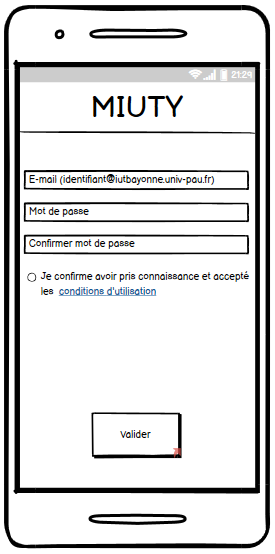 21:29
MIUTY
E-mail (identifiant@iutbayonne.univ-pau.fr)
Mot de passe
Confirmer mot de passe
Je confirme avoir pris connaissance et accepté
les conditions d'utilisation
Valider